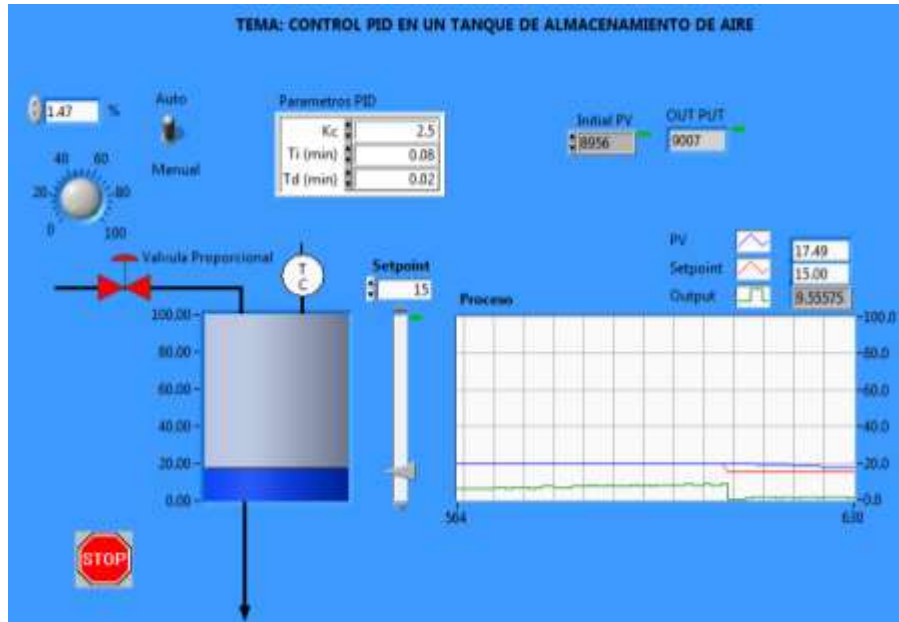 TEMA: CONTROL PID EN UN TANQUE DE ALMACENAMIENTO DE AIRE
1.47 %
Auto
Manual
0 20 40 60 80 100
Parametros PID
Kc 2.5
Ti (min) 0.08
Td (min) 0.02
Initial PV
8956
OUT PUT
9007
Valvula Proporcional
T
C
Setpoint
15
PV 17.49
Setpoint 15.00
Output
Proceso
100.00
80.00
60.00
40.00
20.00
0.00
100.0
80.0
60.0
40.0
20.0
0.0
564
630
STOP